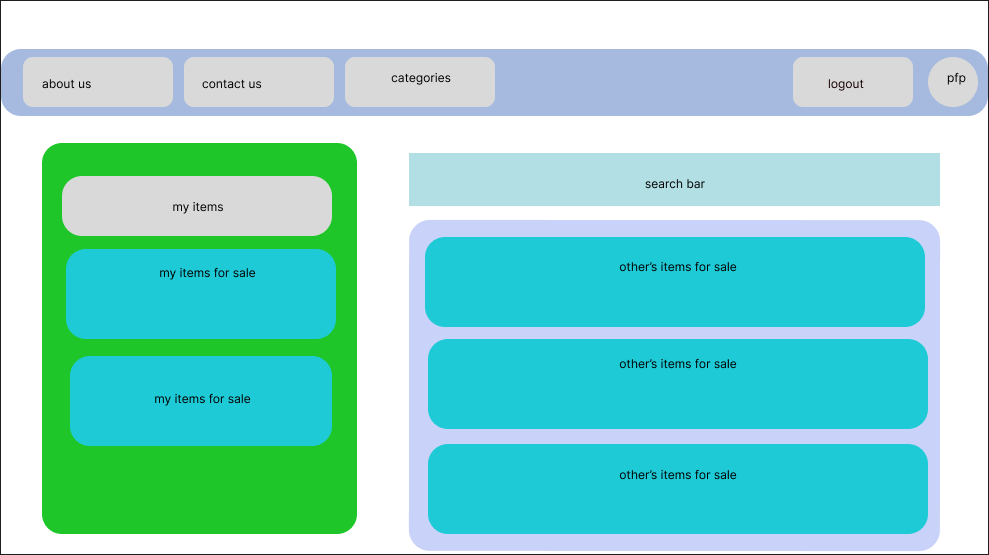 about us
contact us
categories
logout
pfp
my items
my items for sale
my items for sale
search bar
other’s items for sale
other’s items for sale
other’s items for sale